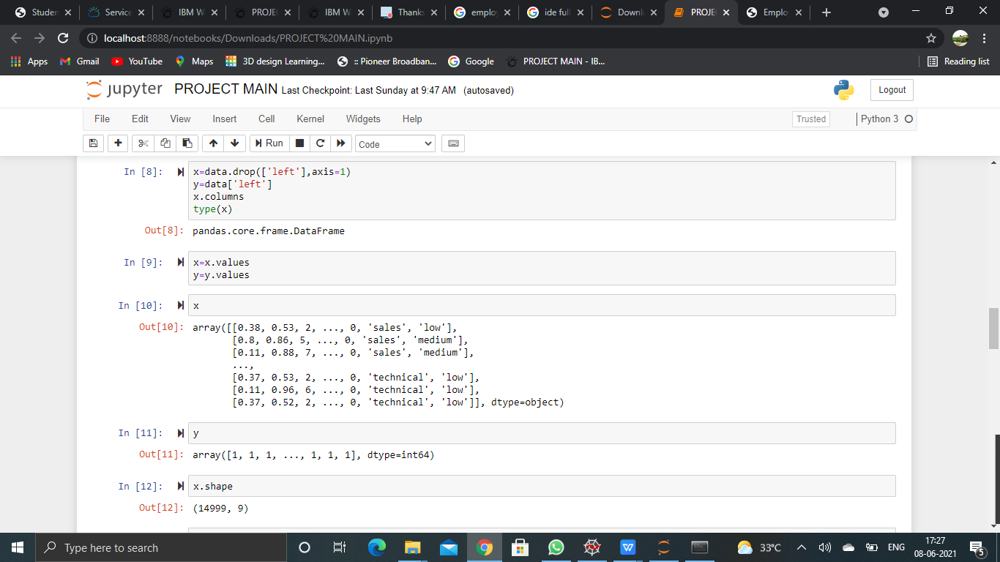 Studen
Service
IBM W
PROJEC
IBM W
Thanks
emplo
ide full
Downl
PROJE
Emplo
localhost:8888/notebooks/Downloads/PROJECT%20MAIN.ipynb
Apps
Gmail
YouTube
Maps
3D design Learning...
:: Pioneer Broadban...
Google
PROJECT MAIN - IB...
Reading list
jupyter PROJECT MAIN Last Checkpoint: Last Sunday at 9:47 AM (autosaved)
Logout
File Edit View Insert Cell Kernel Widgets Help
Trusted
Python 3
Run
Code
In [8]:
x=data.drop(['left'],axis=1)
y=data['left']
x.columns
type(x)
Out[8]: pandas.core.frame.DataFrame
In [9]:
x=x.values
y=y.values
In [10]: x
Out[10]: array([[0.38, 0.53, 2, ..., 0, 'sales', 'low'],
[0.8, 0.86, 5, ..., 0, 'sales', 'medium'],
[0.11, 0.88, 7, ..., 0, 'sales', 'medium'],
...,
[0.37, 0.53, 2, ..., 0, 'technical', 'low'],
[0.11, 0.96, 6, ..., 0, 'technical', 'low'],
[0.37, 0.52, 2, ..., 0, 'technical', 'low']], dtype=object)
In [11]: y
Out[11]: array([1, 1, 1, ..., 1, 1, 1], dtype=int64)
In [12]: x.shape
Out[12]: (14999, 9)
Type here to search
33°C
ENG
17:27
08-06-2021
5